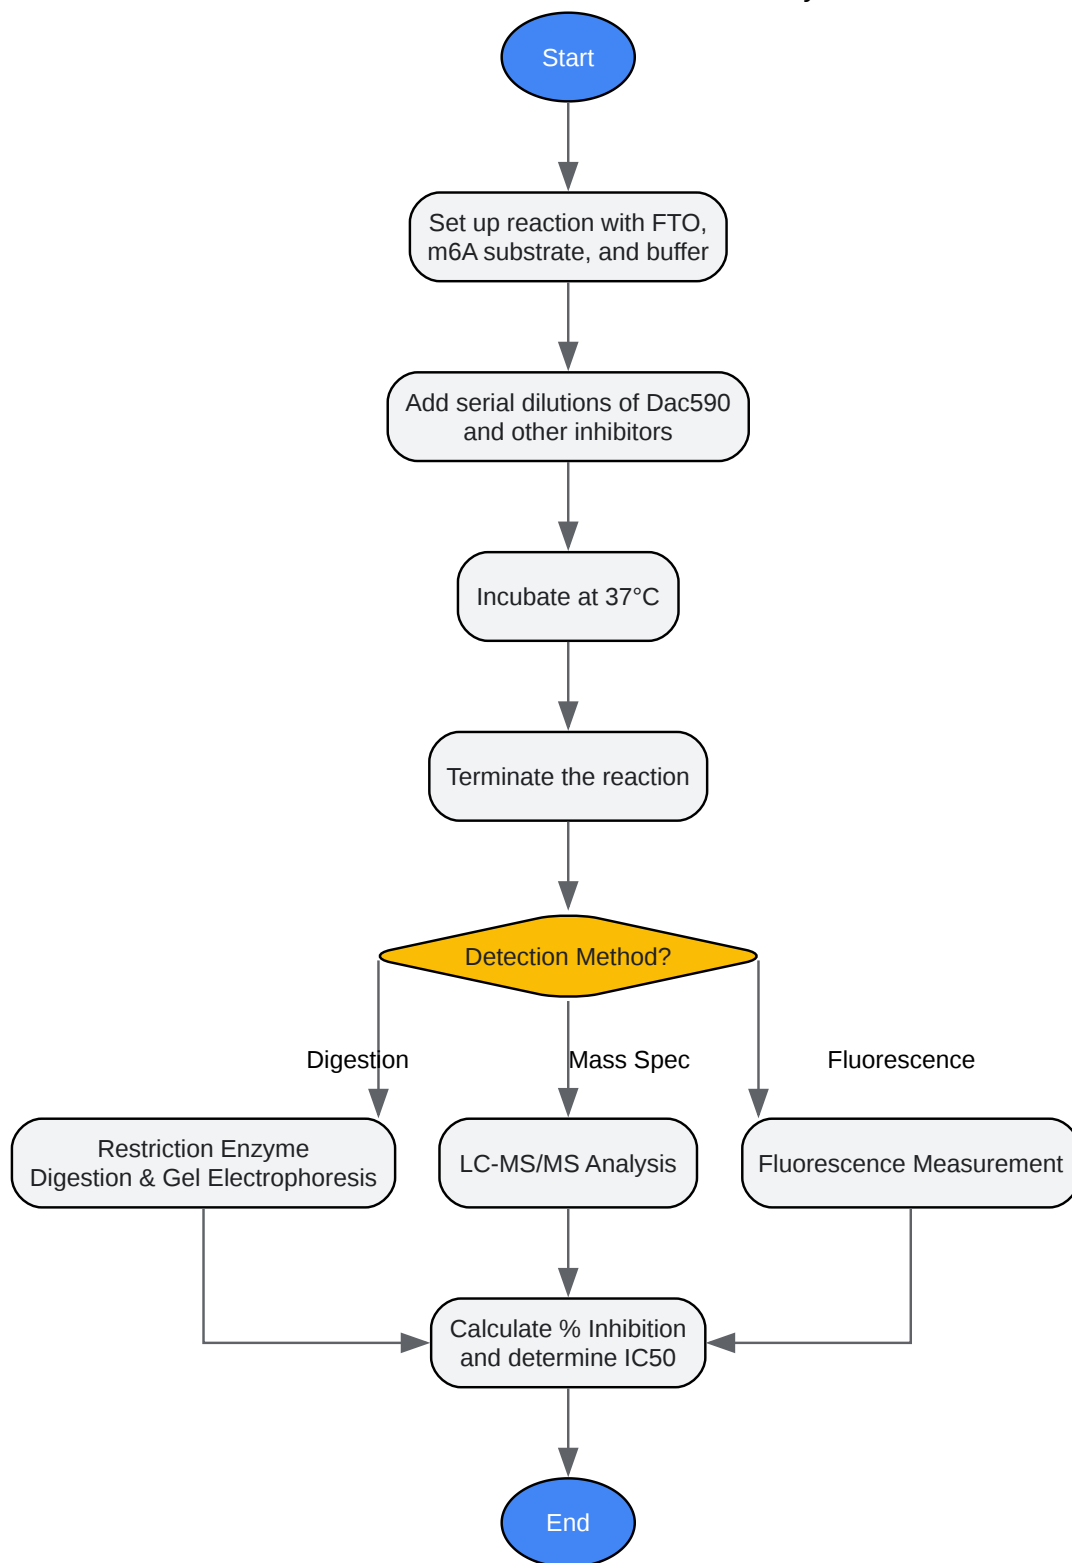 Start
Set up reaction with FTO,
m6A substrate, and buffer
Add serial dilutions of Dac590
and other inhibitors
Incubate at 37°C
Terminate the reaction
Detection Method?
Digestion
Mass Spec
Fluorescence
Restriction Enzyme
Digestion & Gel Electrophoresis
LC-MS/MS Analysis
Fluorescence Measurement
Calculate % Inhibition
and determine IC50
End